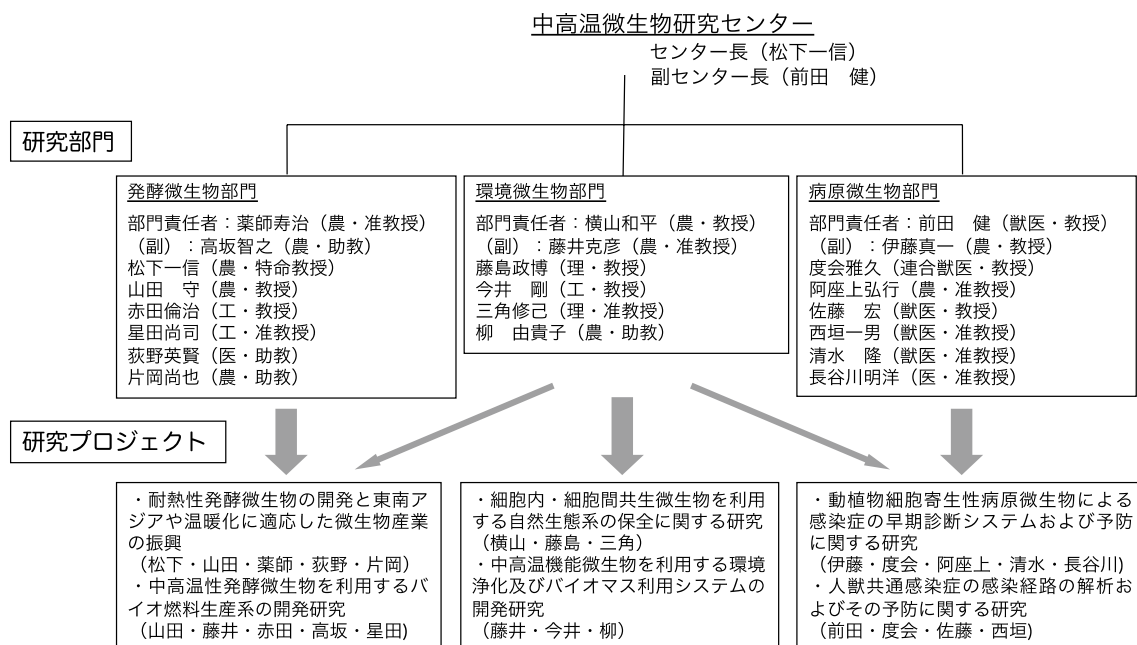 中高温微生物研究センター
センター長（松下一信）
副センター長（前田　健）
研究部門
発酵微生物部門
部門責任者：薬師寿治（農・准教授）
（副）：高坂智之（農・助教）
松下一信（農・特命教授）
山田　守（農・教授）
赤田倫治（工・教授）
星田尚司（工・准教授）
荻野英賢（医・助教）
片岡尚也（農・助教）
環境微生物部門
部門責任者：横山和平（農・教授）
（副）：藤井克彦（農・准教授）
藤島政博（理・教授）
今井　剛（工・教授）
三角修己（理・准教授）
柳　由貴子（農・助教）
病原微生物部門
部門責任者：前田　健（獣医・教授）
（副）：伊藤真一（農・教授）
度会雅久（連合獣医・教授）
阿座上弘行（農・准教授）
佐藤　宏（獣医・教授）
西垣一男（獣医・准教授）
清水　隆（獣医・准教授）
長谷川明洋（医・准教授）
研究プロジェクト
・耐熱性発酵微生物の開発と東南ア
ジアや温暖化に適応した微生物産業
の振興
（松下・山田・薬師・荻野・片岡）
・中高温性発酵微生物を利用するバ
イオ燃料生産系の開発研究
（山田・藤井・赤田・高坂・星田)
・細胞内・細胞間共生微生物を利用
する自然生態系の保全に関する研究
（横山・藤島・三角）
・中高温機能微生物を利用する環境
浄化及びバイオマス利用システムの
開発研究
（藤井・今井・柳）
・動植物細胞寄生性病原微生物による
感染症の早期診断システムおよび予防
に関する研究
（伊藤・度会・阿座上・清水・長谷川)
・人獣共通感染症の感染経路の解析お
よびその予防に関する研究
（前田・度会・佐藤・西垣)